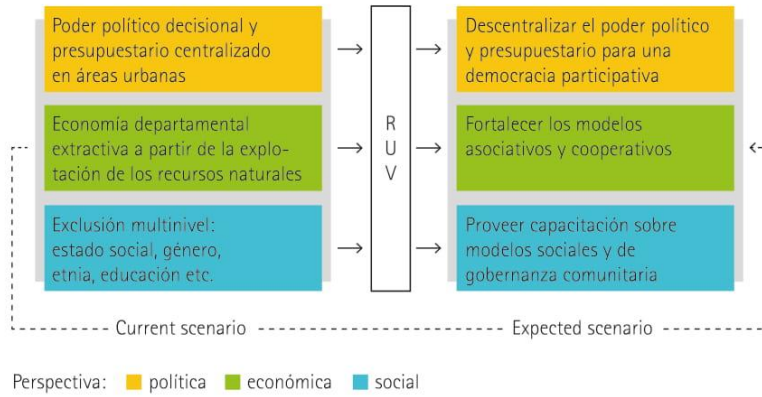 Poder político decisional y
presupuestario centralizado
en áreas urbanas
Economía departamental
extractiva a partir de la explo-
tación de los recursos naturales
Exclusión multinivel:
estado social, género,
etnia, educación etc.
R
U
V
Descentralizar el poder político
y presupuestario para una
democracia participativa
Fortalecer los modelos
asociativos y cooperativos
Proveer capacitación sobre
modelos sociales y de
gobernanza comunitaria
Current scenario
Expected scenario
Perspectiva: política económica social